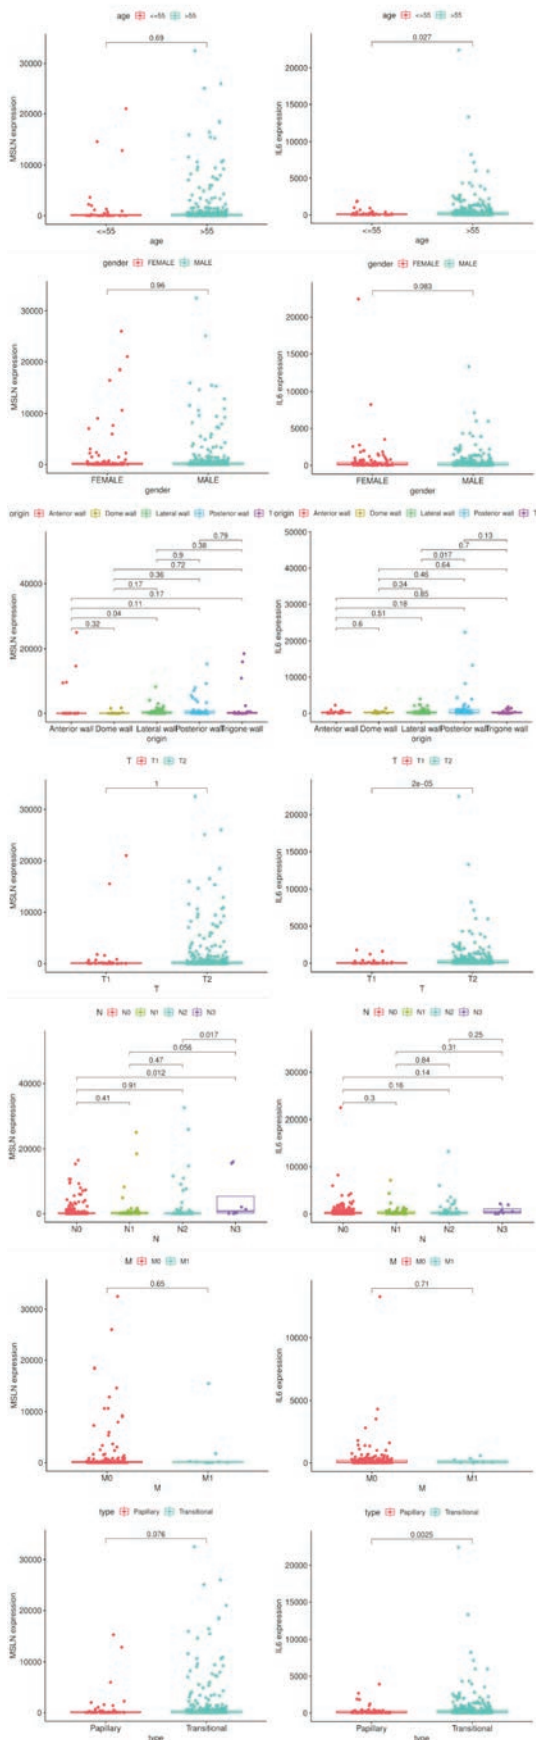 age <=55 >55
0.69
MSLN expression
30000
20000
10000
0
<=55 >55
age
age <=55 >55
0.027
IL6 expression
20000
15000
10000
5000
0
<=55 >55
age
gender FEMALE MALE
0.96
MSLN expression
30000
20000
10000
0
FEMALE MALE
gender
gender FEMALE MALE
0.083
IL6 expression
20000
15000
10000
5000
0
FEMALE MALE
gender
origin Anterior wall Dome wall Lateral wall Posterior wall T
0.79
0.38
0.9
0.72
0.36
0.17
0.17
0.11
0.04
0.32
MSLN expression
40000
20000
0
Anterior wall Dome wall Lateral wall Posterior wall Trigone wall
origin
origin Anterior wall Dome wall Lateral wall Posterior wall T
0.13
0.7
0.017
0.64
0.46
0.34
0.85
0.18
0.51
0.6
IL6 expression
50000
40000
30000
20000
10000
0
Anterior wall Dome wall Lateral wall Posterior wall Trigone wall
origin
T T1 T2
1
MSLN expression
30000
20000
10000
0
T1 T2
T
T T1 T2
2e-05
IL6 expression
20000
15000
10000
5000
0
T1 T2
T
N N0 N1 N2 N3
0.017
0.056
0.47
0.012
0.91
0.41
MSLN expression
40000
20000
0
N0 N1 N2 N3
N
N N0 N1 N2 N3
0.25
0.31
0.84
0.14
0.16
0.3
IL6 expression
30000
20000
10000
0
N0 N1 N2 N3
N
M M0 M1
0.65
MSLN expression
30000
20000
10000
0
M0 M1
M
M M0 M1
0.71
IL6 expression
10000
5000
0
M0 M1
M
type Papillary Transitional
0.076
MSLN expression
30000
20000
10000
0
Papillary Transitional
type
type Papillary Transitional
0.0025
IL6 expression
20000
15000
10000
5000
0
Papillary Transitional
type